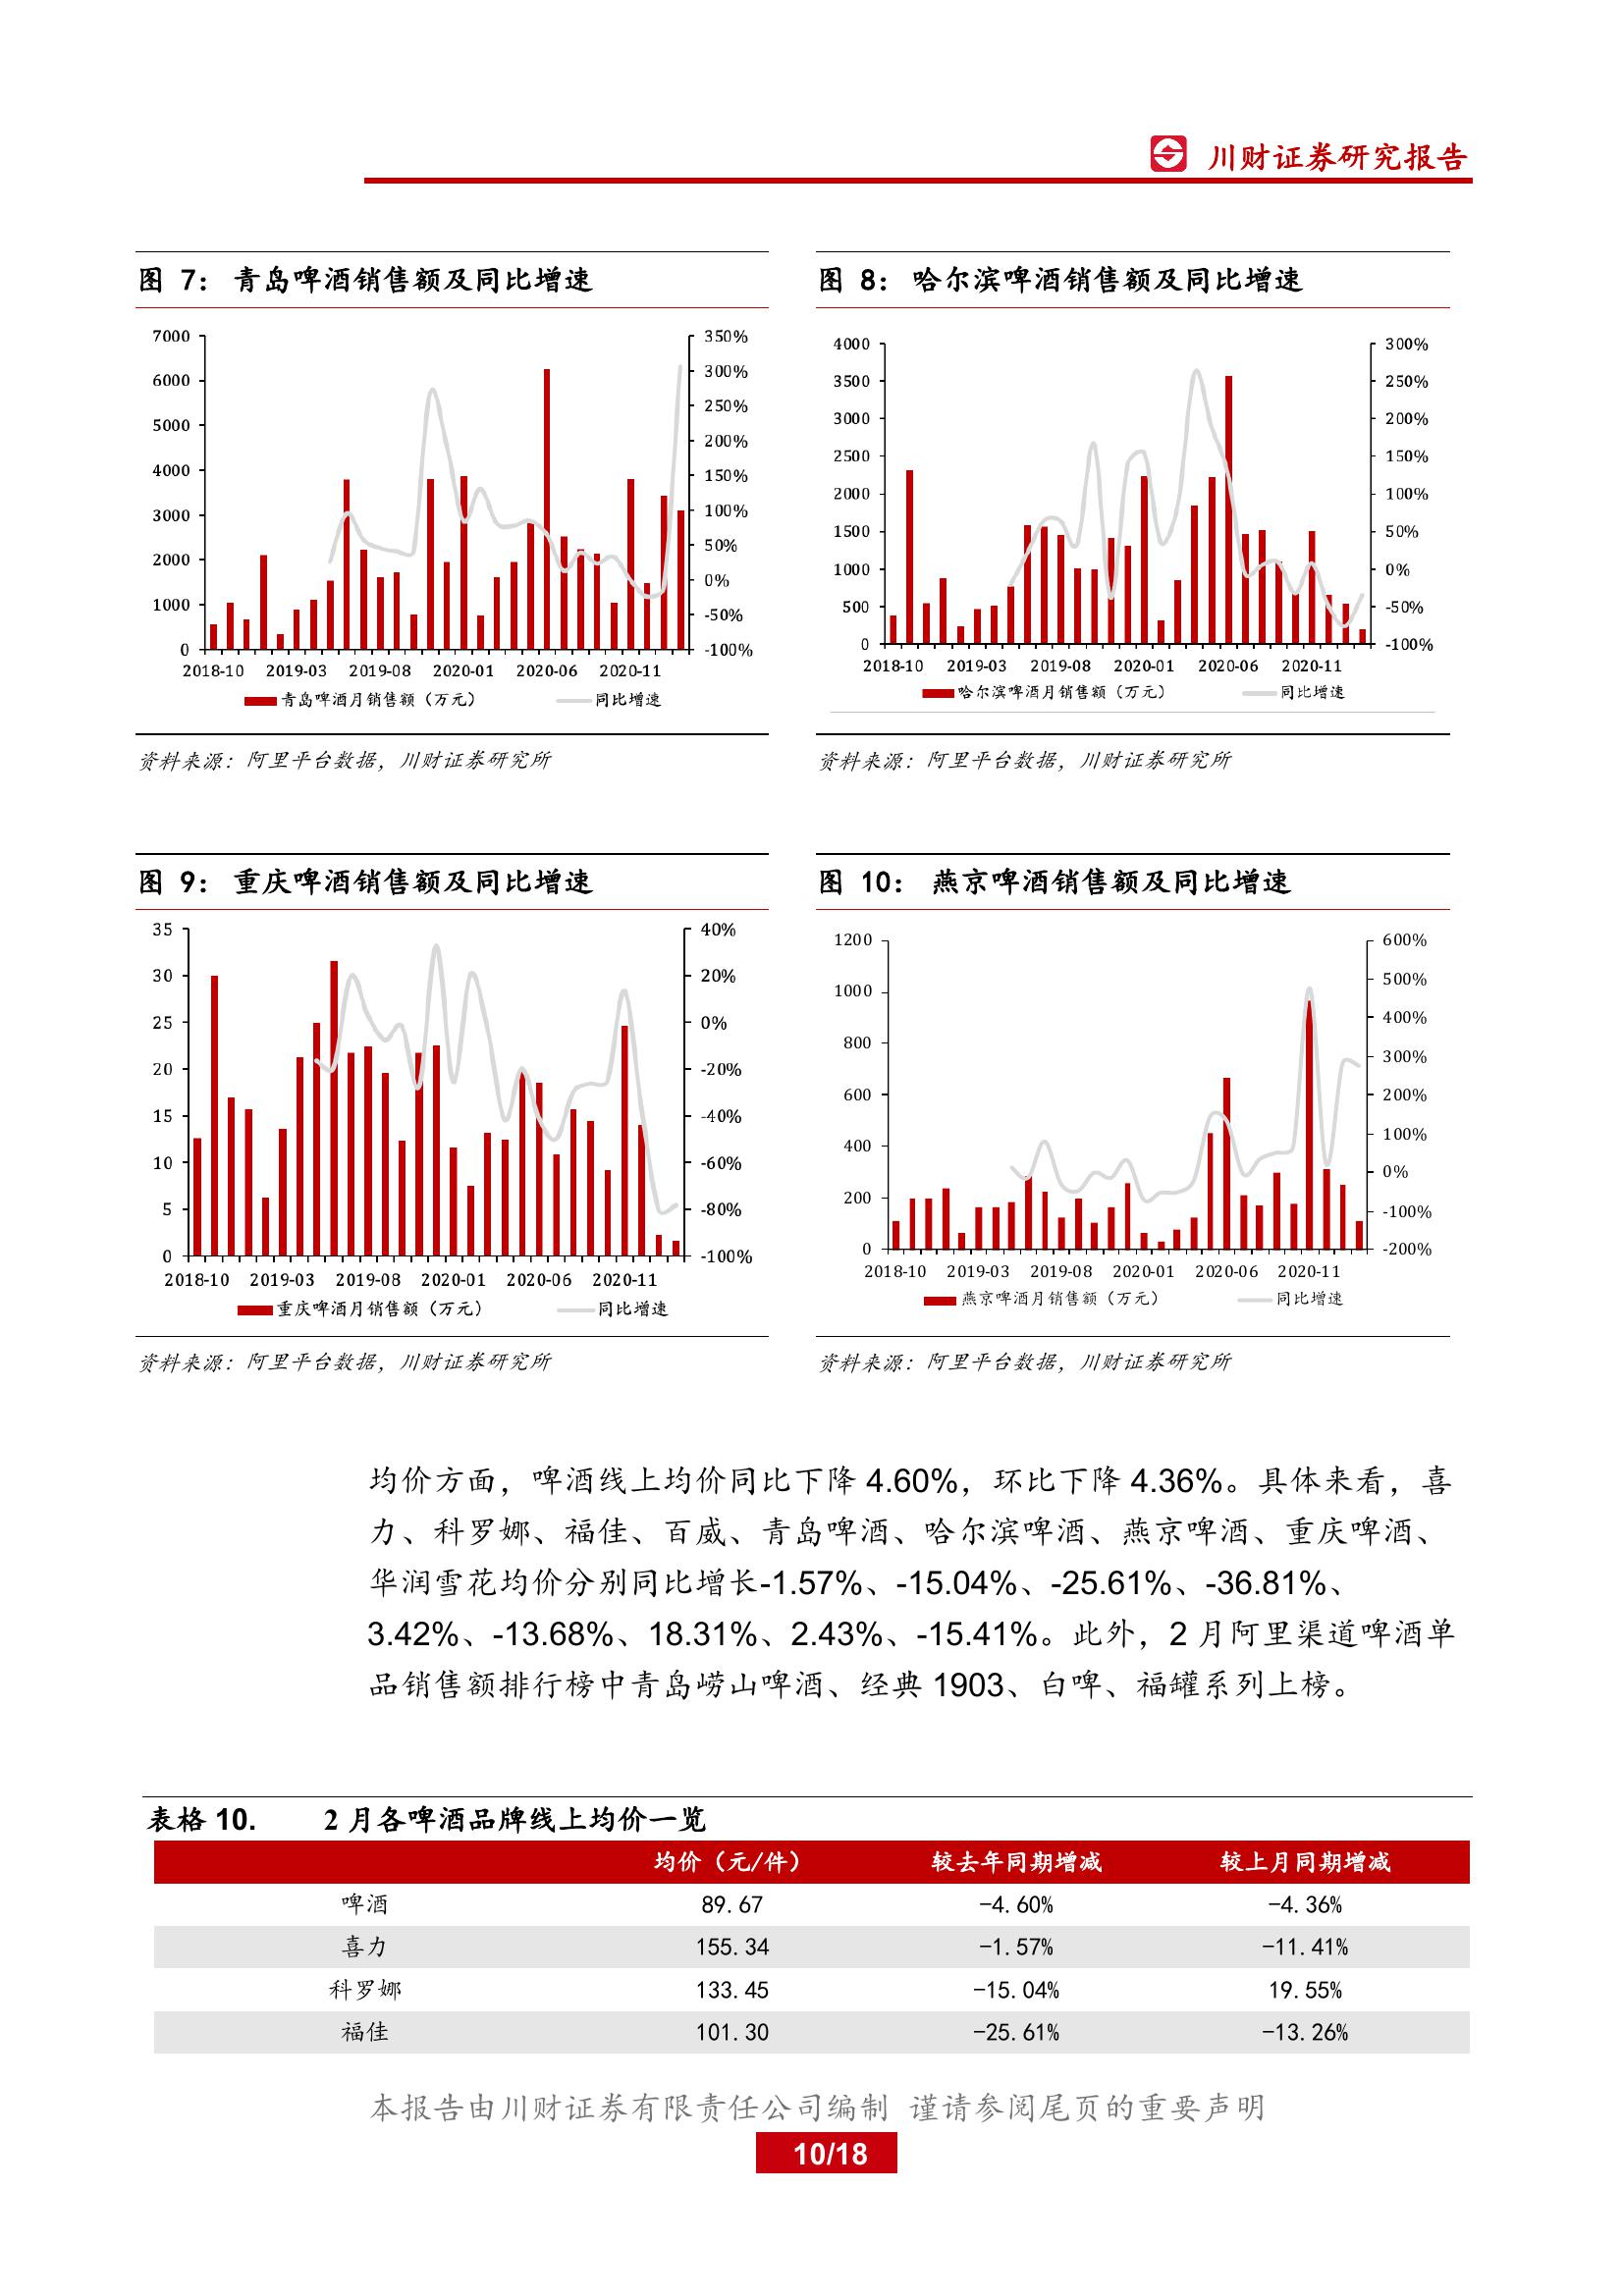 川财证券研究报告
图 7： 青岛啤酒销售额及同比增速
7000
6000
5000
4000
3000
2000
1000
0
350%
300%
250%
200%
150%
100%
50%
0%
-50%
-100%
2018-10 2019-03 2019-08 2020-01 2020-06 2020-11
青岛啤酒月销售额（万元） 同比增速
资料来源：阿里平台数据，川财证券研究所
图 8： 哈尔滨啤酒销售额及同比增速
4000
3500
3000
2500
2000
1500
1000
500
0
300%
250%
200%
150%
100%
50%
0%
-50%
-100%
2018-10 2019-03 2019-08 2020-01 2020-06 2020-11
哈尔滨啤酒月销售额（万元） 同比增速
资料来源：阿里平台数据，川财证券研究所
图 9： 重庆啤酒销售额及同比增速
35
30
25
20
15
10
5
0
40%
20%
0%
-20%
-40%
-60%
-80%
-100%
2018-10 2019-03 2019-08 2020-01 2020-06 2020-11
重庆啤酒月销售额（万元） 同比增速
资料来源：阿里平台数据，川财证券研究所
图 10： 燕京啤酒销售额及同比增速
1200
1000
800
600
400
200
0
600%
500%
400%
300%
200%
100%
0%
-100%
-200%
2018-10 2019-03 2019-08 2020-01 2020-06 2020-11
燕京啤酒月销售额（万元） 同比增速
资料来源：阿里平台数据，川财证券研究所
均价方面，啤酒线上均价同比下降 4.60%，环比下降 4.36%。具体来看，喜
力、科罗娜、福佳、百威、青岛啤酒、哈尔滨啤酒、燕京啤酒、重庆啤酒、
华润雪花均价分别同比增长-1.57%、-15.04%、-25.61%、-36.81%、
3.42%、-13.68%、18.31%、2.43%、-15.41%。此外，2 月阿里渠道啤酒单
品销售额排行榜中青岛崂山啤酒、经典 1903、白啤、福罐系列上榜。
表格 10. 2 月各啤酒品牌线上均价一览
均价（元/件） 较去年同期增减 较上月同期增减
啤酒 89.67 -4.60% -4.36%
喜力 155.34 -1.57% -11.41%
科罗娜 133.45 -15.04% 19.55%
福佳 101.30 -25.61% -13.26%
本报告由川财证券有限责任公司编制 谨请参阅尾页的重要声明
10/18